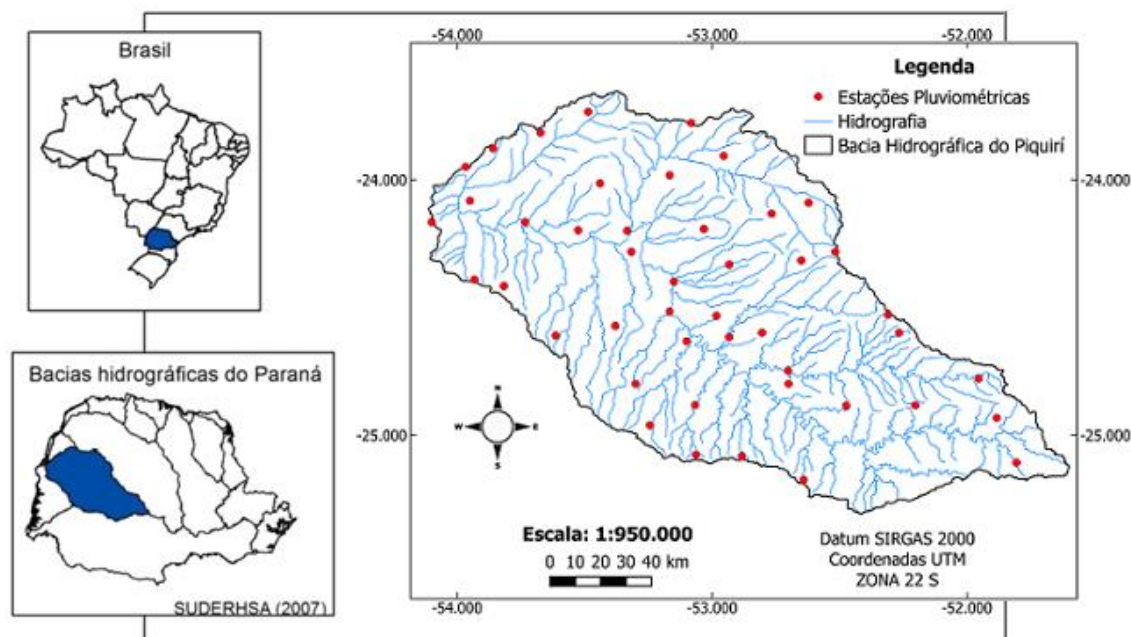 Brasil
Bacias hidrográficas do Paraná
SUDERHSA (2007)
-54.000 -53.000 -52.000
Legenda
Estações Pluviométricas
Hidrografia
Bacia Hidrográfica do Piquirí
-24.000 -24.000
N
W E
S
-25.000 -25.000
Escala: 1:950.000
0 10 20 30 40 km
Datum SIRGAS 2000
Coordenadas UTM
ZONA 22 S
-54.000 -53.000 -52.000